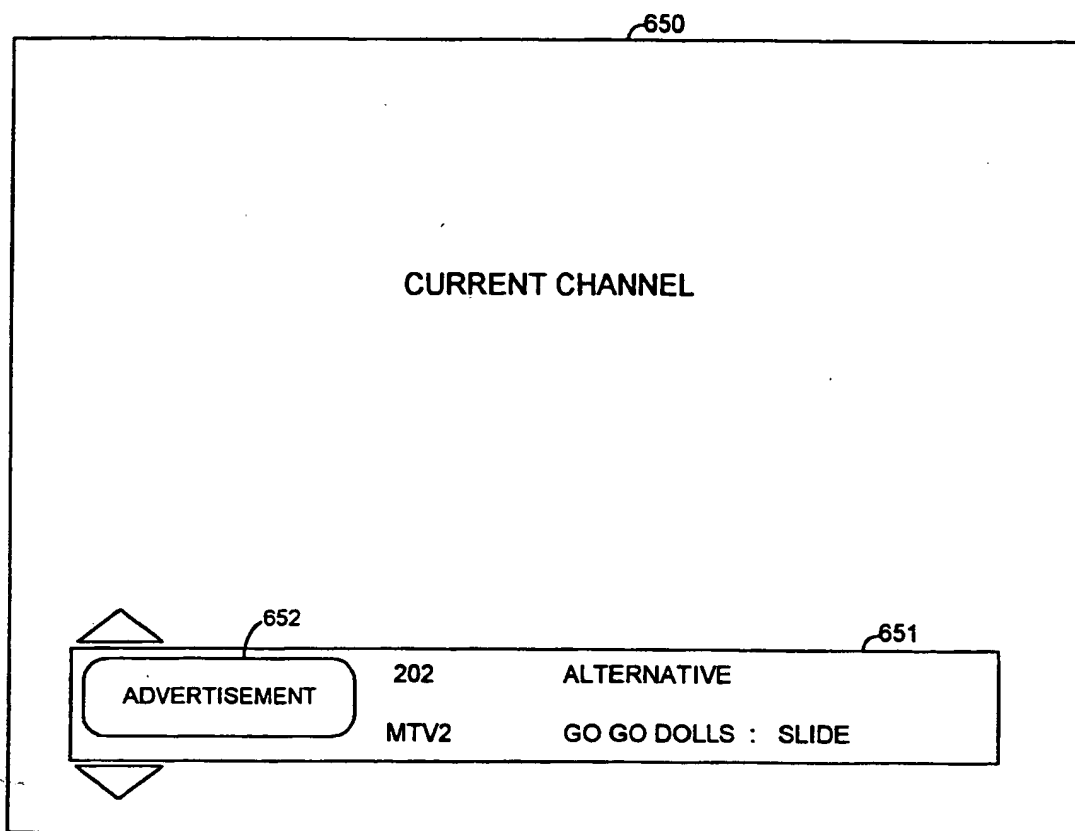 650
CURRENT CHANNEL
652
651
ADVERTISEMENT
202 ALTERNATIVE
MTV2 GO GO DOLLS : SLIDE